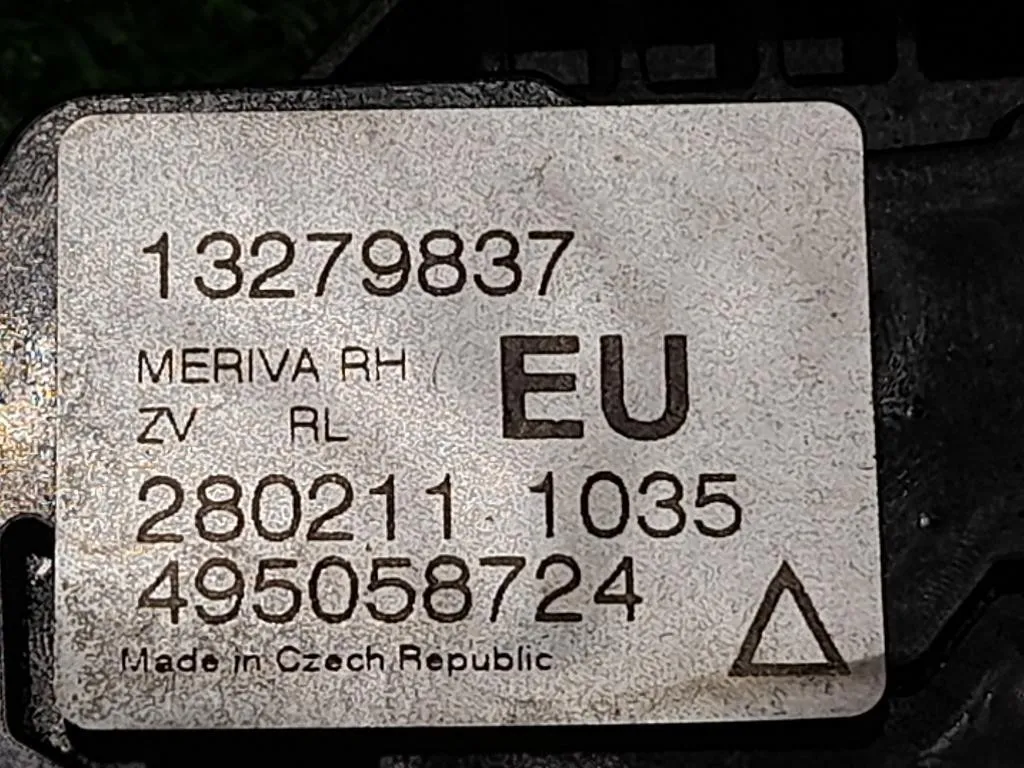 13279837
MERIVA RH
EU
ZV RL
280211 1035
495058724
Made in Czech Republic